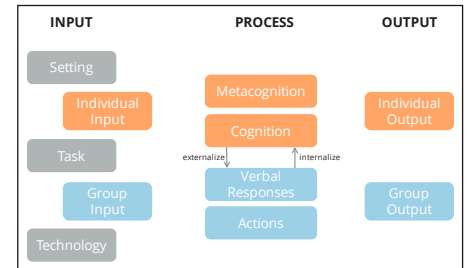 INPUT
PROCESS
OUTPUT
Setting
Individual
Input
Task
Group
Input
Technology
Metacognition
Cognition
externalize
internalize
Verbal
Responses
Actions
Individual
Output
Group
Output